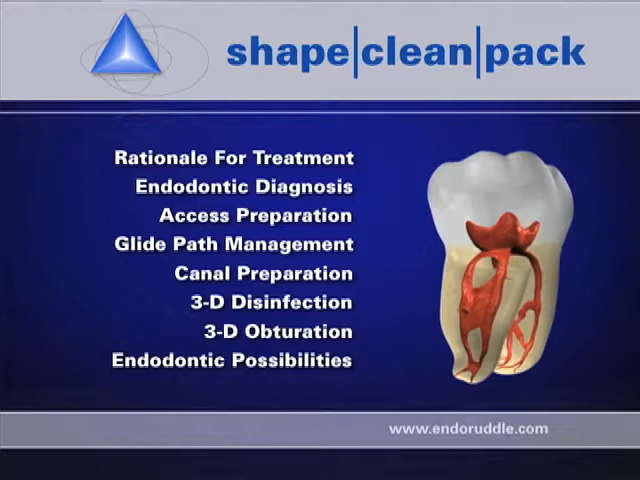 shape|clean|pack
Rationale For Treatment
Endodontic Diagnosis
Access Preparation
Glide Path Management
Canal Preparation
3-D Disinfection
3-D Obturation
Endodontic Possibilities
www.endoruddle.com